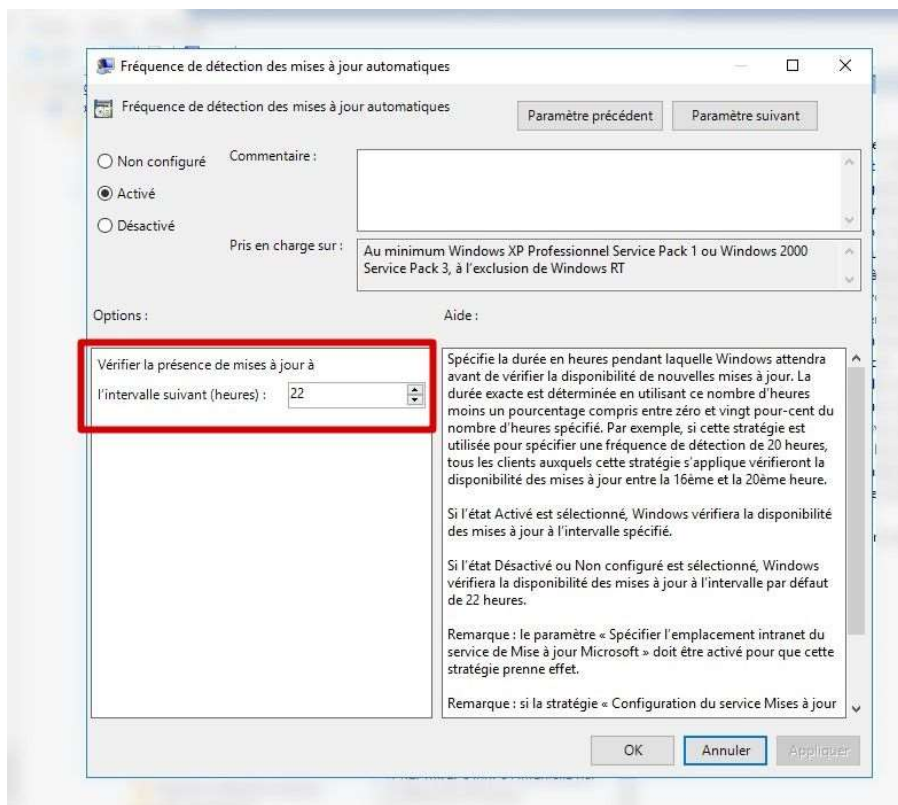 Fréquence de détection des mises à jour automatiques
Fréquence de détection des mises à jour automatiques
Paramètre précédent
Paramètre suivant
Non configuré
Commentaire :
Activé
Désactivé
Pris en charge sur :
Au minimum Windows XP Professionnel Service Pack 1 ou Windows 2000
Service Pack 3, à l'exclusion de Windows RT
Options :
Aide :
Vérifier la présence de mises à jour à
l'intervalle suivant (heures) :
22
Spécifie la durée en heures pendant laquelle Windows attendra
avant de vérifier la disponibilité de nouvelles mises à jour. La
durée exacte est déterminée en utilisant ce nombre d'heures
moins un pourcentage compris entre zéro et vingt pour-cent du
nombre d'heures spécifié. Par exemple, si cette stratégie est
utilisée pour spécifier une fréquence de détection de 20 heures,
tous les clients auxquels cette stratégie s'applique vérifieront la
disponibilité des mises à jour entre la 16ème et la 20ème heure.
Si l'état Activé est sélectionné, Windows vérifiera la disponibilité
des mises à jour à l'intervalle spécifié.
Si l'état Désactivé ou Non configuré est sélectionné, Windows
vérifiera la disponibilité des mises à jour à l'intervalle par défaut
de 22 heures.
Remarque : le paramètre « Spécifier l'emplacement intranet du
service de Mise à jour Microsoft » doit être activé pour que cette
stratégie prenne effet.
Remarque : si la stratégie « Configuration du service Mises à jour
OK
Annuler
Appliquer